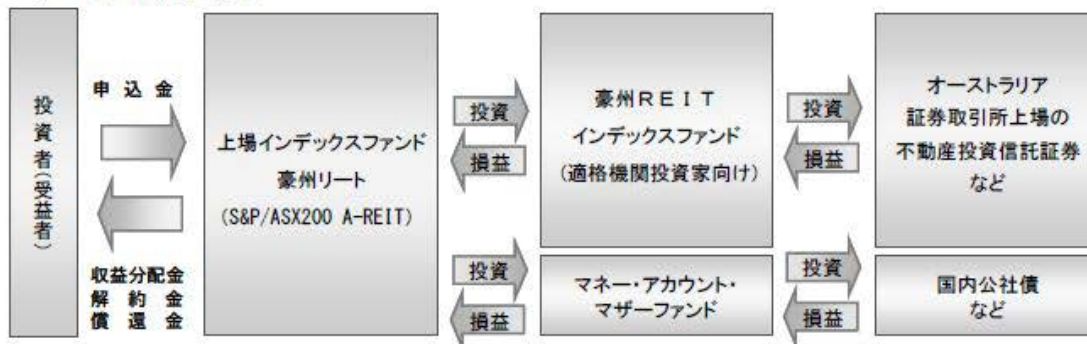 投資者(受益者)
申込金
収益分配金
解約金
償還金
上場インデックスファンド
豪州リート
(S&P/ASX200 A-REIT)
投資
損益
投資
損益
豪州REIT
インデックスファンド
(適格機関投資家向け)
マネー・アカウント・
マザーファンド
投資
損益
投資
損益
オーストラリア
証券取引所上場の
不動産投資信託証券
など
国内公社債
など